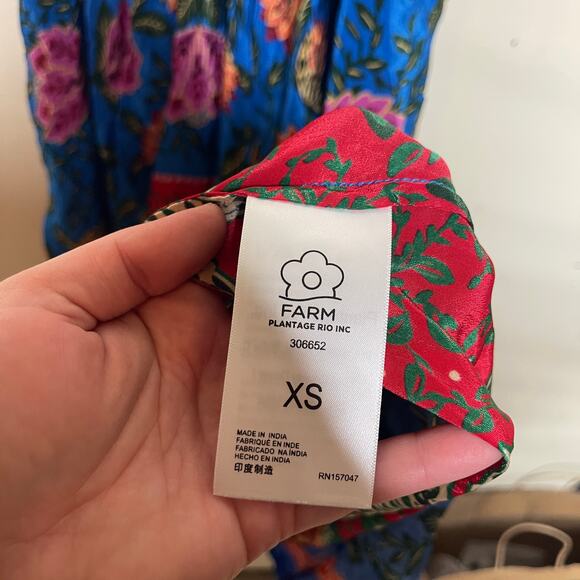 FARM
PLANTAGE RIO INC
306652
XS
MADE IN INDIA
FABRIQUÉ EN INDE
FABRICADO NA ÍNDIA
HECHO EN INDIA
印度制造
RN157047